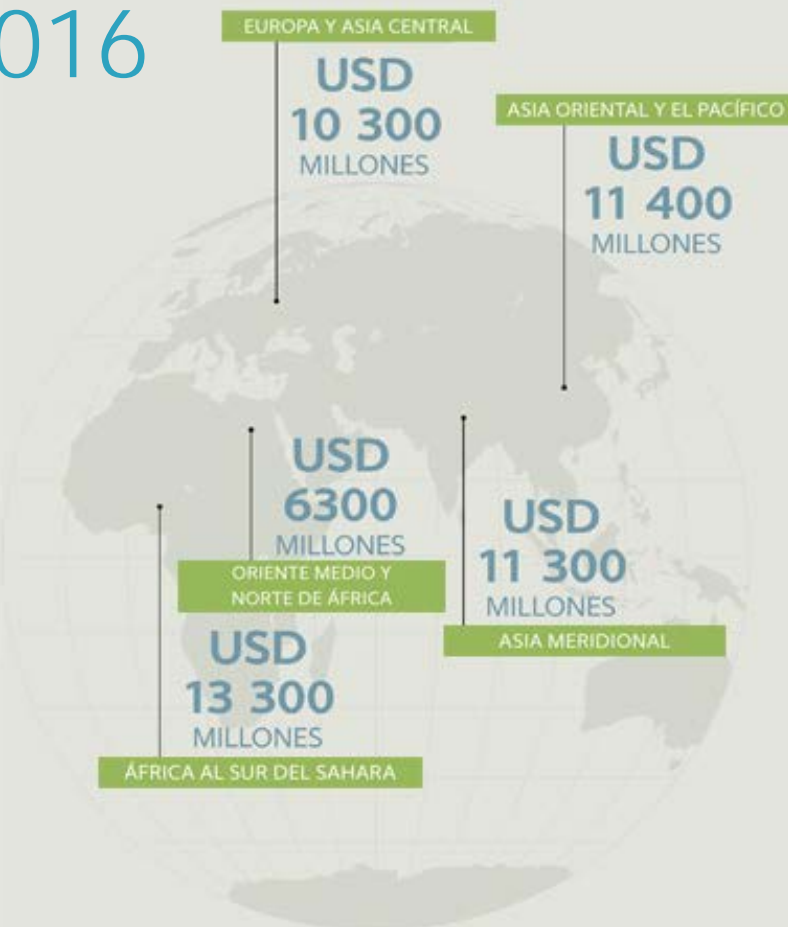 016
EUROPA Y ASIA CENTRAL
USD
10 300
MILLONES
ASIA ORIENTAL Y EL PACÍFICO
USD
11 400
MILLONES
USD
6300
MILLONES
ORIENTE MEDIO Y
NORTE DE ÁFRICA
USD
11 300
MILLONES
ASIA MERIDIONAL
USD
13 300
MILLONES
ÁFRICA AL SUR DEL SAHARA